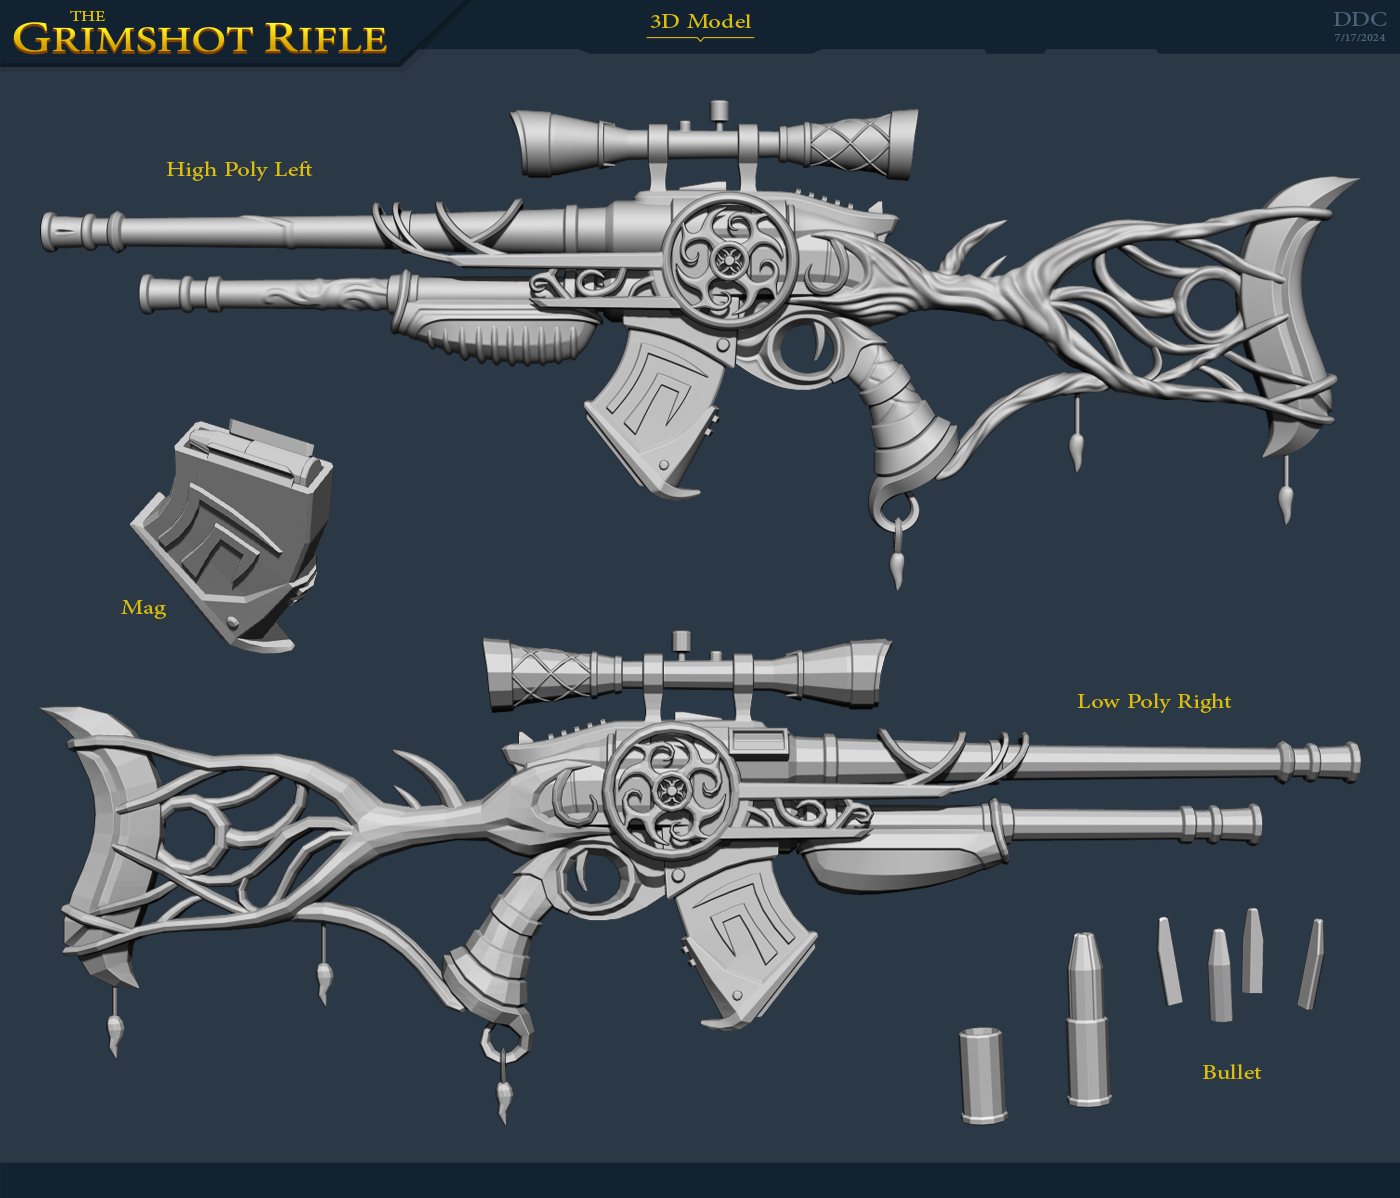 THE
GRIMSHOT RIFLE
3D Model
DDC
7/17/2024
High Poly Left
Mag
Low Poly Right
Bullet